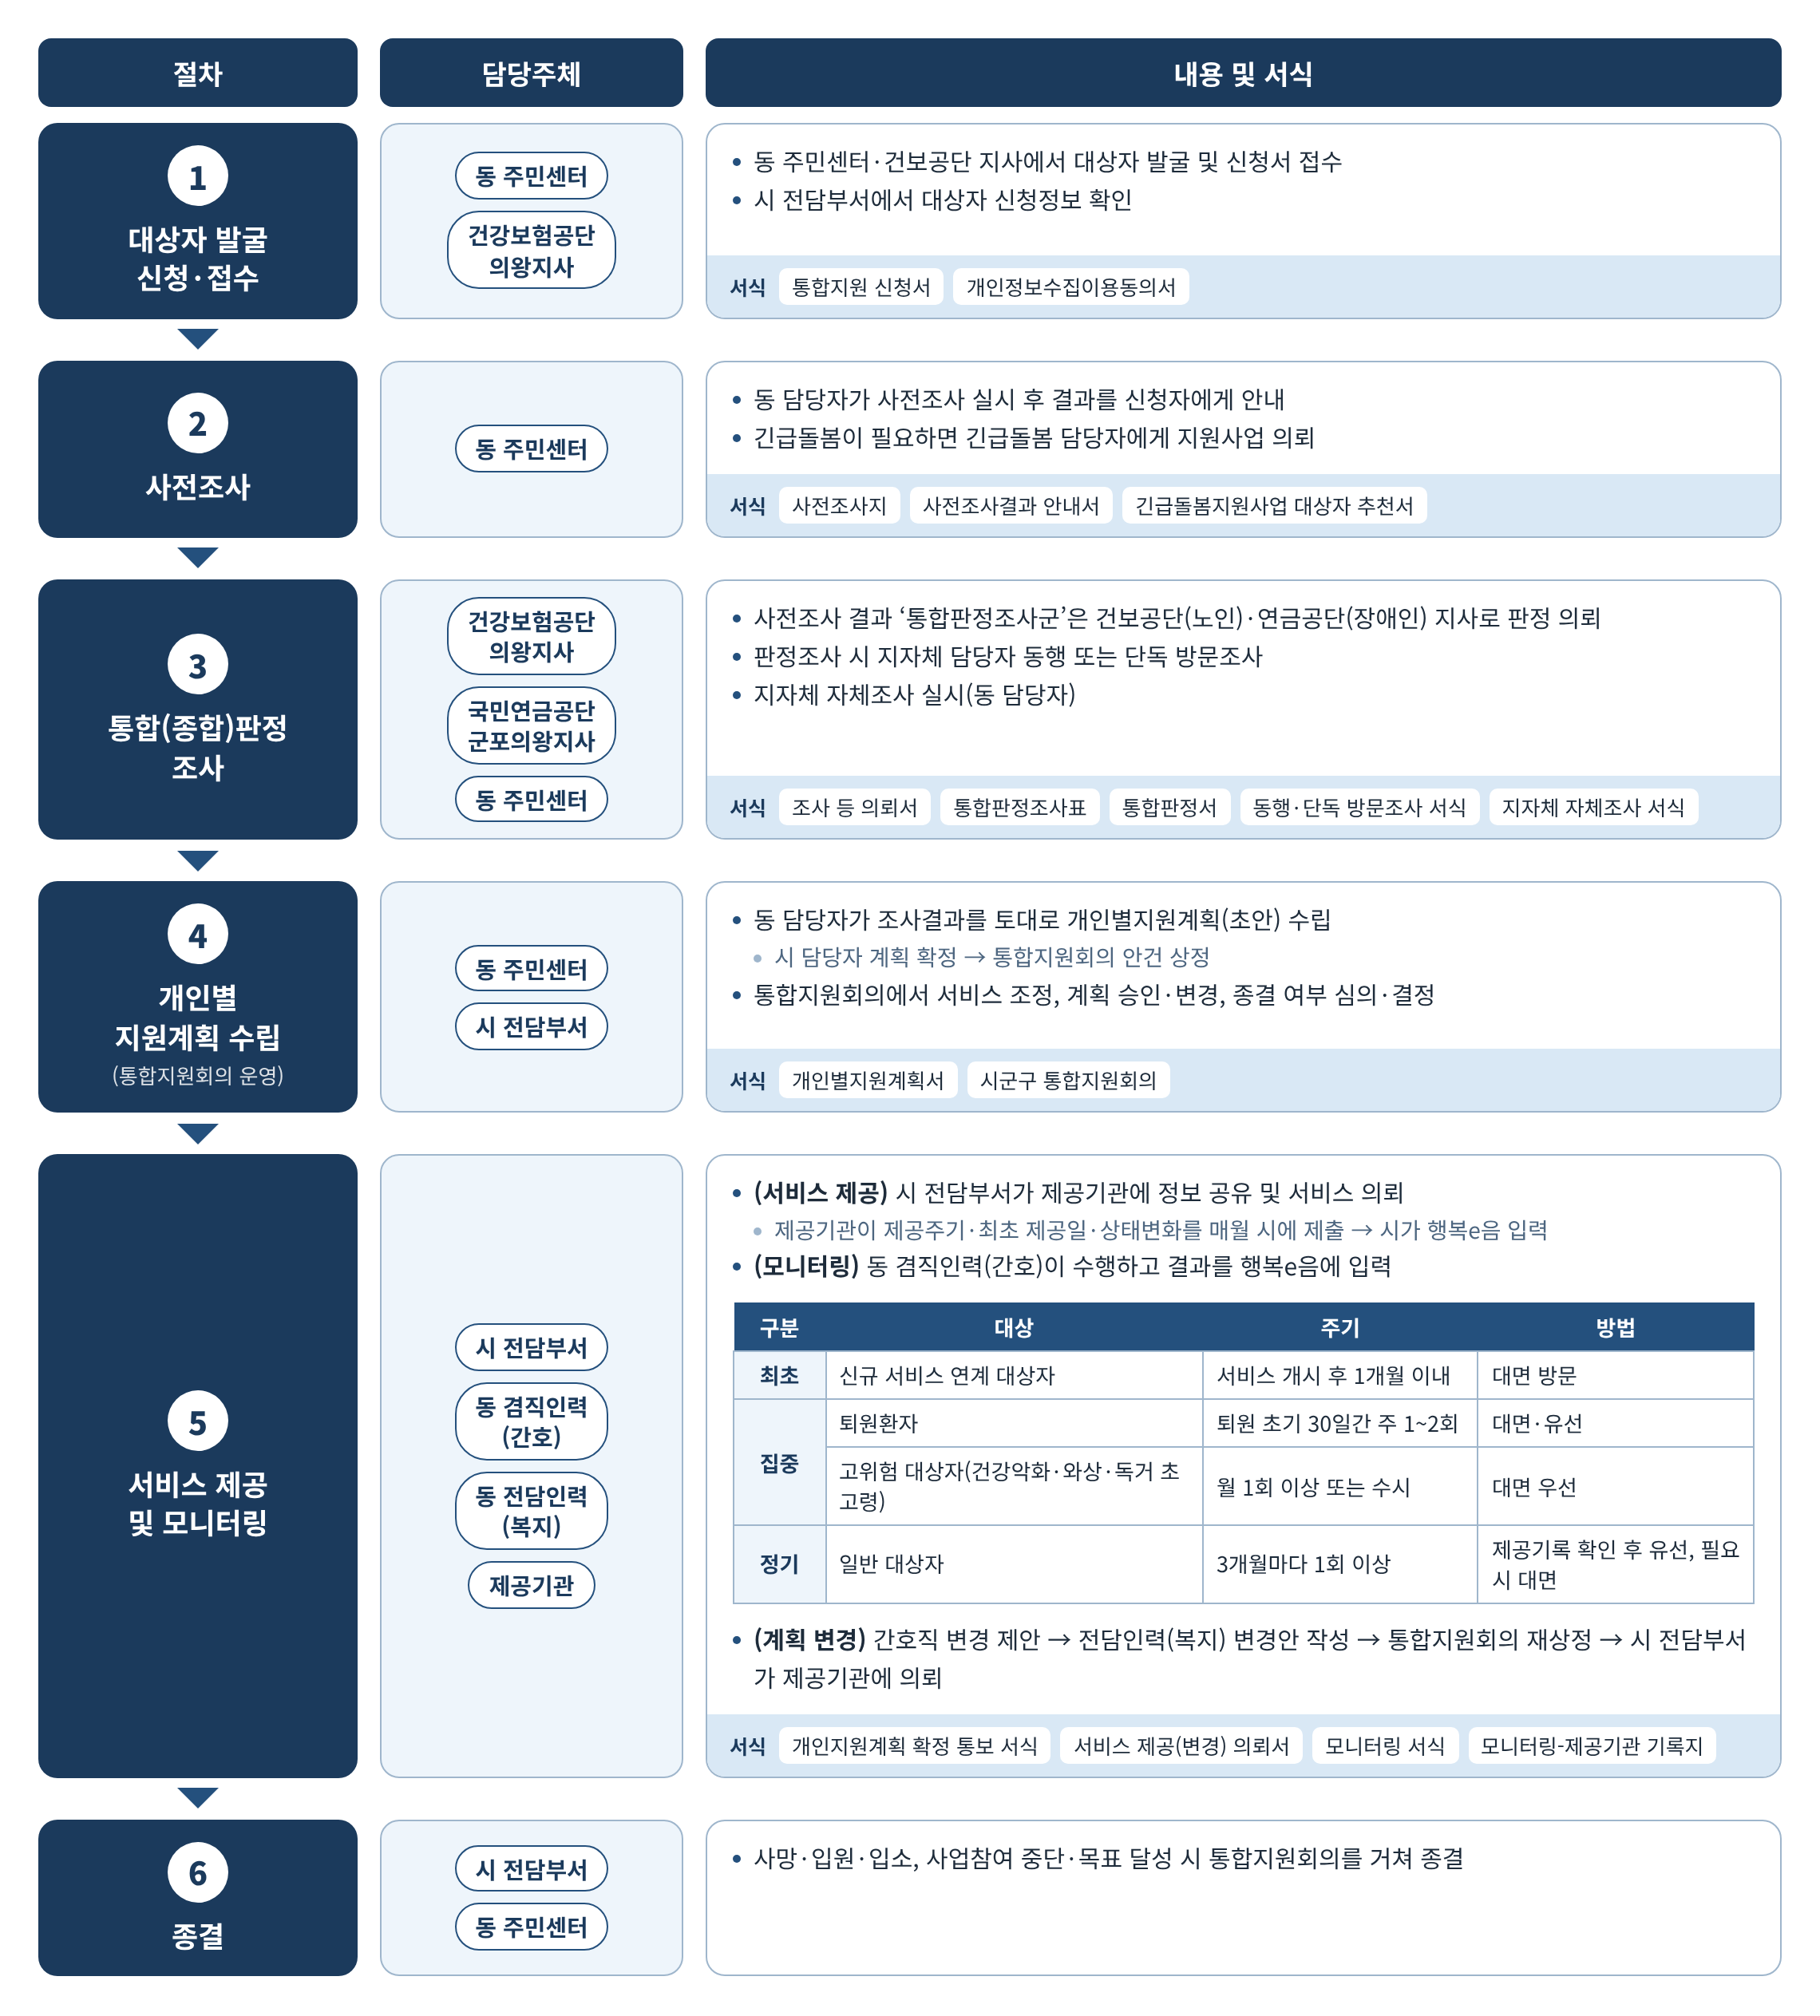 절차
담당주체
내용 및 서식
1
대상자 발굴
신청·접수
동 주민센터
건강보험공단
의왕지사
동 주민센터·건보공단 지사에서 대상자 발굴 및 신청서 접수
시 전담부서에서 대상자 신청정보 확인
서식 통합지원 신청서 개인정보수집이용동의서
2
사전조사
동 주민센터
동 담당자가 사전조사 실시 후 결과를 신청자에게 안내
긴급돌봄이 필요하면 긴급돌봄 담당자에게 지원사업 의뢰
서식 사전조사지 사전조사결과 안내서 긴급돌봄지원사업 대상자 추천서
3
통합(종합)판정
조사
건강보험공단
의왕지사
국민연금공단
군포의왕지사
동 주민센터
사전조사 결과 ‘통합판정조사군’은 건보공단(노인)·연금공단(장애인) 지사로 판정 의뢰
판정조사 시 지자체 담당자 동행 또는 단독 방문조사
지자체 자체조사 실시(동 담당자)
서식 조사 등 의뢰서 통합판정조사표 통합판정서 동행·단독 방문조사 서식 지자체 자체조사 서식
4
개인별
지원계획 수립
(통합지원회의 운영)
동 주민센터
시 전담부서
동 담당자가 조사결과를 토대로 개인별지원계획(초안) 수립
시 담당자 계획 확정 → 통합지원회의 안건 상정
통합지원회의에서 서비스 조정, 계획 승인·변경, 종결 여부 심의·결정
서식 개인별지원계획서 시군구 통합지원회의
5
서비스 제공
및 모니터링
시 전담부서
동 겸직인력
(간호)
동 전담인력
(복지)
제공기관
(서비스 제공) 시 전담부서가 제공기관에 정보 공유 및 서비스 의뢰
제공기관이 제공주기·최초 제공일·상태변화를 매월 시에 제출 → 시가 행복e음 입력
(모니터링) 동 겸직인력(간호)이 수행하고 결과를 행복e음에 입력
구분 대상 주기 방법
최초 신규 서비스 연계 대상자 서비스 개시 후 1개월 이내 대면 방문
집중 퇴원환자 퇴원 초기 30일간 주 1~2회 대면·유선
고위험 대상자(건강악화·와상·독거 초
고령) 월 1회 이상 또는 수시 대면 우선
정기 일반 대상자 3개월마다 1회 이상 제공기록 확인 후 유선, 필요
시 대면
(계획 변경) 간호직 변경 제안 → 전담인력(복지) 변경안 작성 → 통합지원회의 재상정 → 시 전담부서
가 제공기관에 의뢰
서식 개인지원계획 확정 통보 서식 서비스 제공(변경) 의뢰서 모니터링 서식 모니터링-제공기관 기록지
6
종결
시 전담부서
동 주민센터
사망·입원·입소, 사업참여 중단·목표 달성 시 통합지원회의를 거쳐 종결